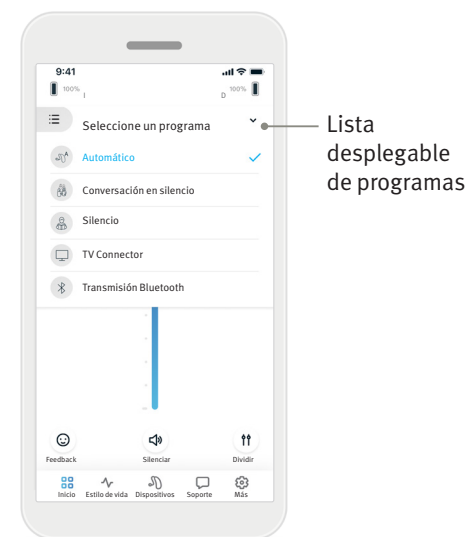 9:41
100% I
D 100%
Seleccione un programa
Automático
Conversación en silencio
Silencio
TV Connector
Transmisión Bluetooth
Lista
desplegable
de programas
Feedback Silenciar Dividir
Inicio Estilo de vida Dispositivos Soporte Más